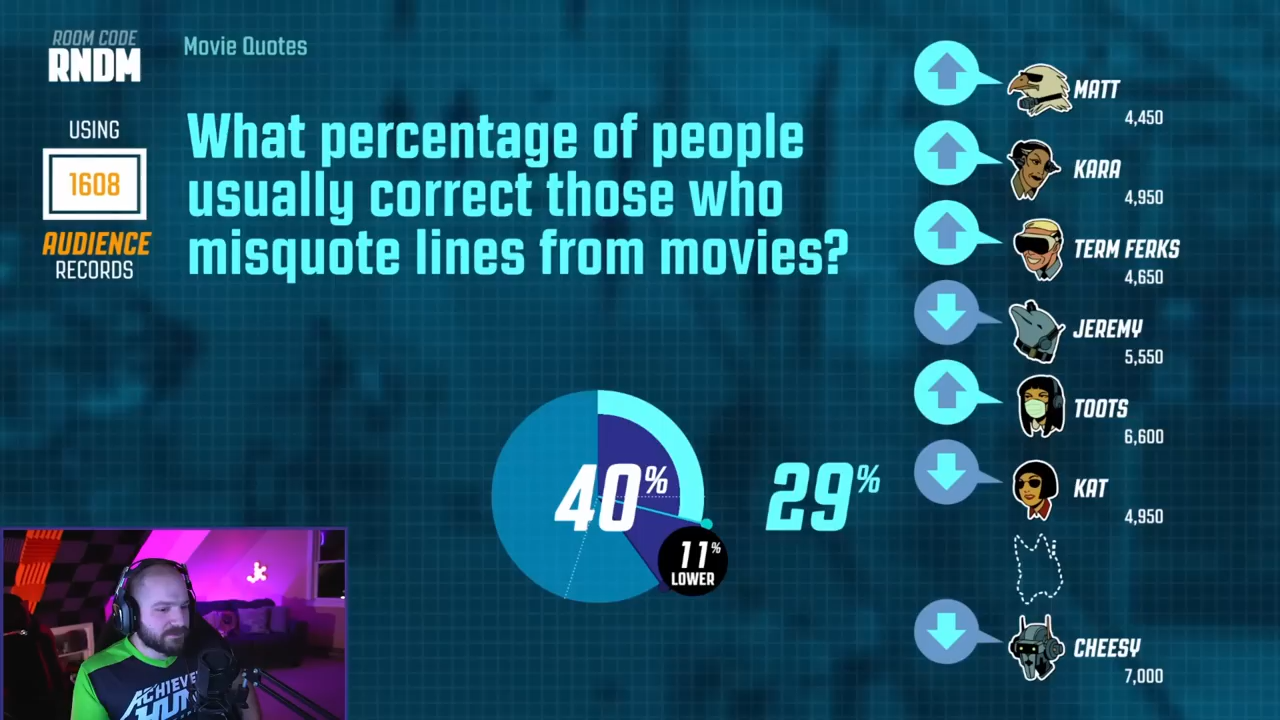 ROOM CODE
RNDM
Movie Quotes
USING
1608
AUDIENCE
RECORDS
What percentage of people
usually correct those who
misquote lines from movies?
40%
29%
11%
LOWER
MATT
4,450
KARA
4,950
TERM FERKS
4,650
JEREMY
5,550
TOOTS
6,600
KAT
4,950
CHEESY
7,000
JK